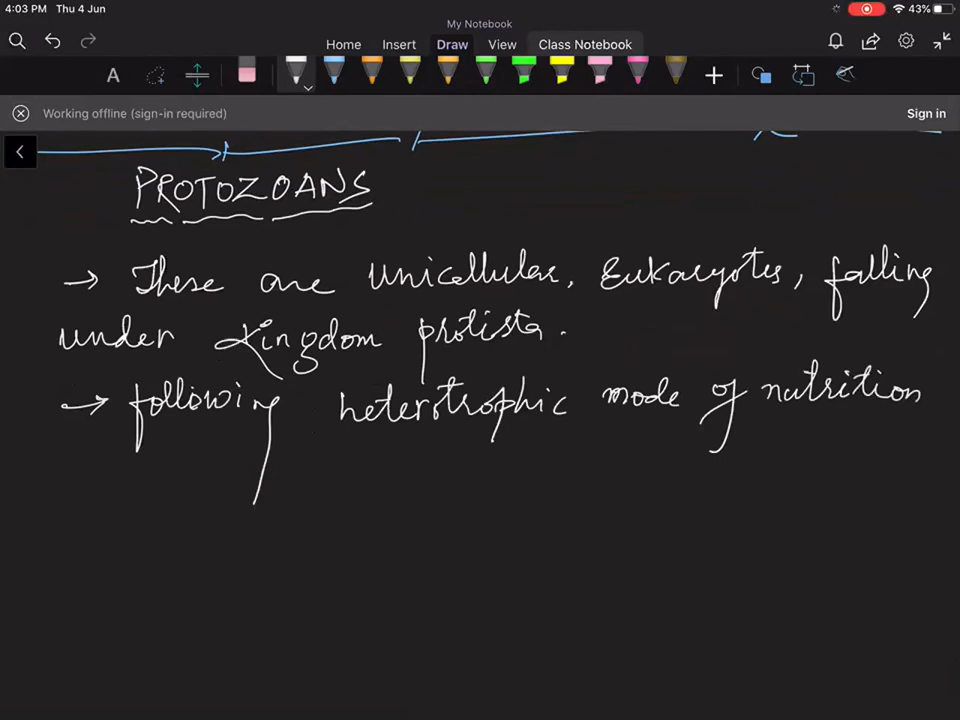 4:03 PM Thu 4 Jun
43%
My Notebook
Home Insert Draw View Class Notebook
A
Working offline (sign-in required) Sign in
PROTOZOANS
→ These are unicellular, Eukaryotes, falling
under Kingdom protista.
→ following heterotrophic mode of nutrition